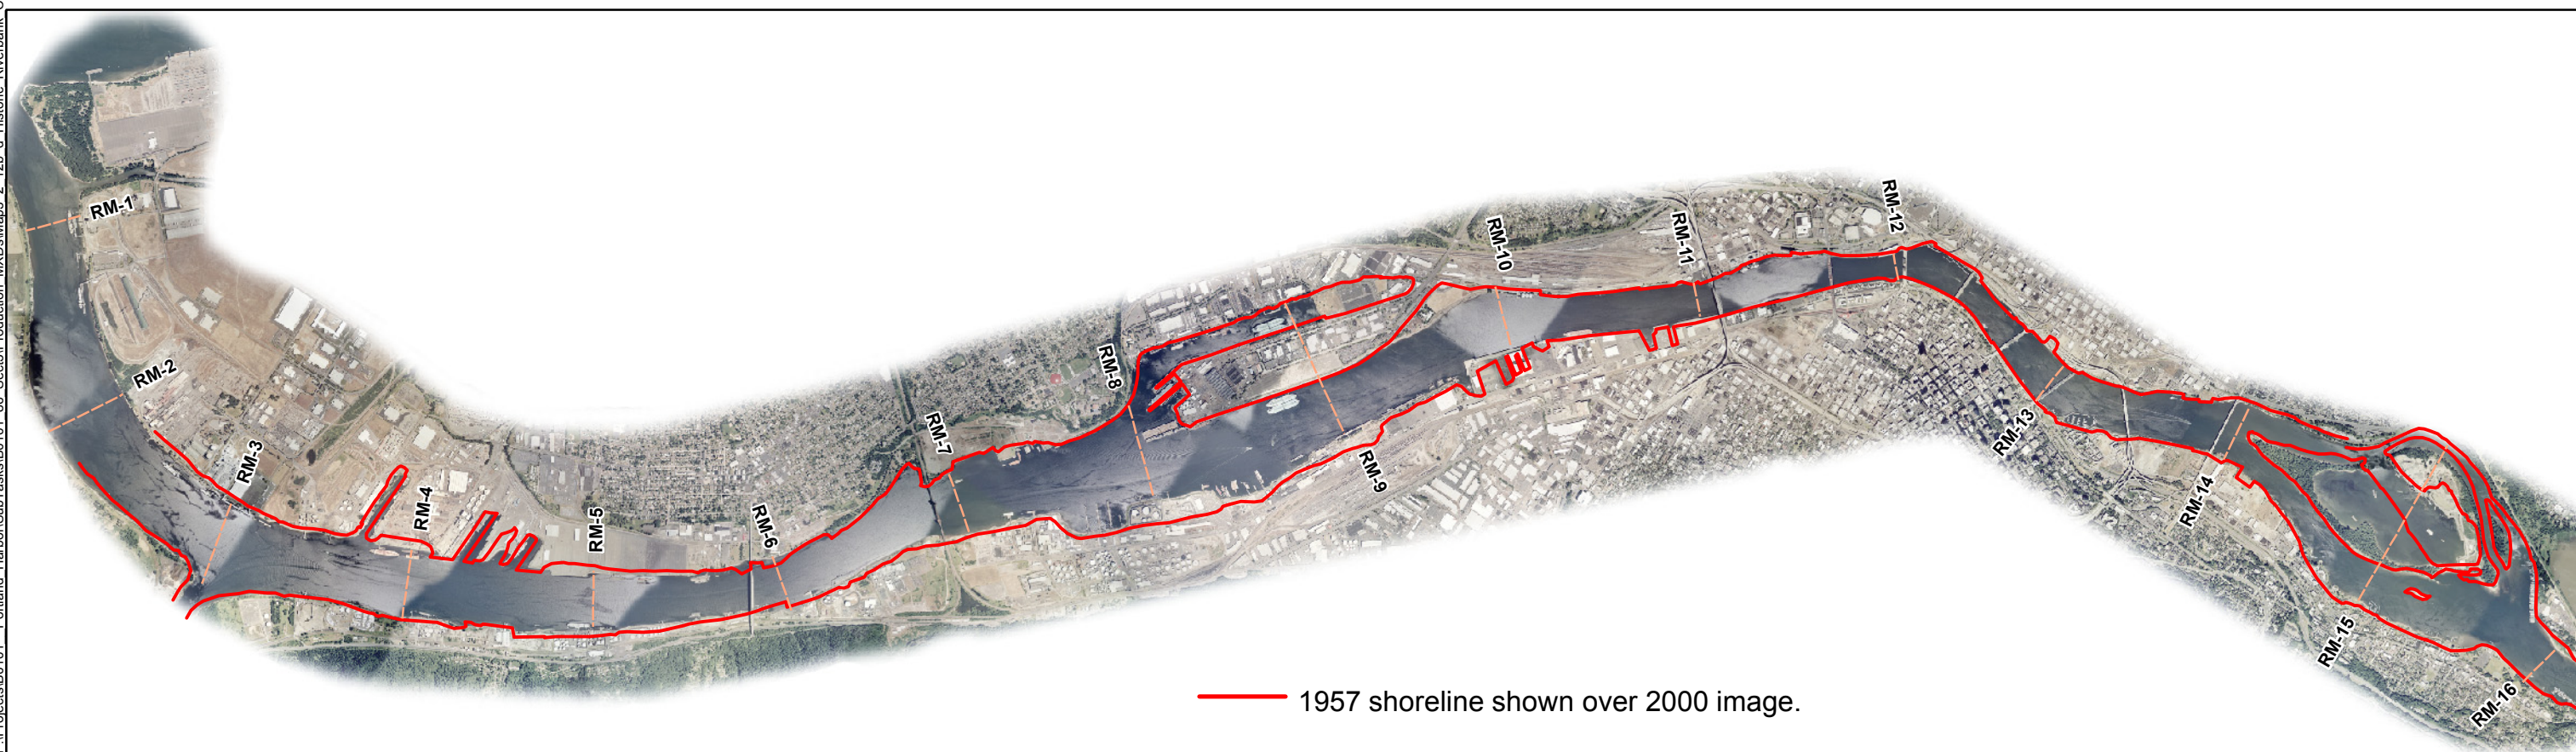 RM-1
RM-2
RM-3
RM-4
RM-5
RM-6
RM-7
RM-8
RM-9
RM-10
RM-11
RM-12
RM-13
RM-14
RM-15
RM-16
1957 shoreline shown over 2000 image.